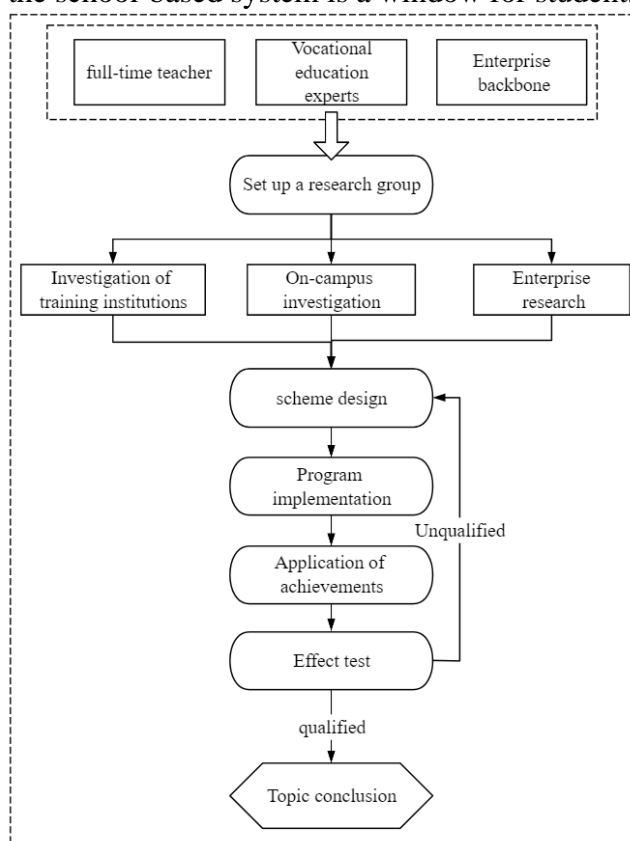 the school-based system is a window for student
full-time teacher
Vocational
education
experts
Enterprise
backbone
Set up a research group
Investigation of
training institutions
On-campus
investigation
Enterprise
research
scheme design
Program
implementation
Unqualified
Application of
achievements
Effect test
qualified
Topic conclusion